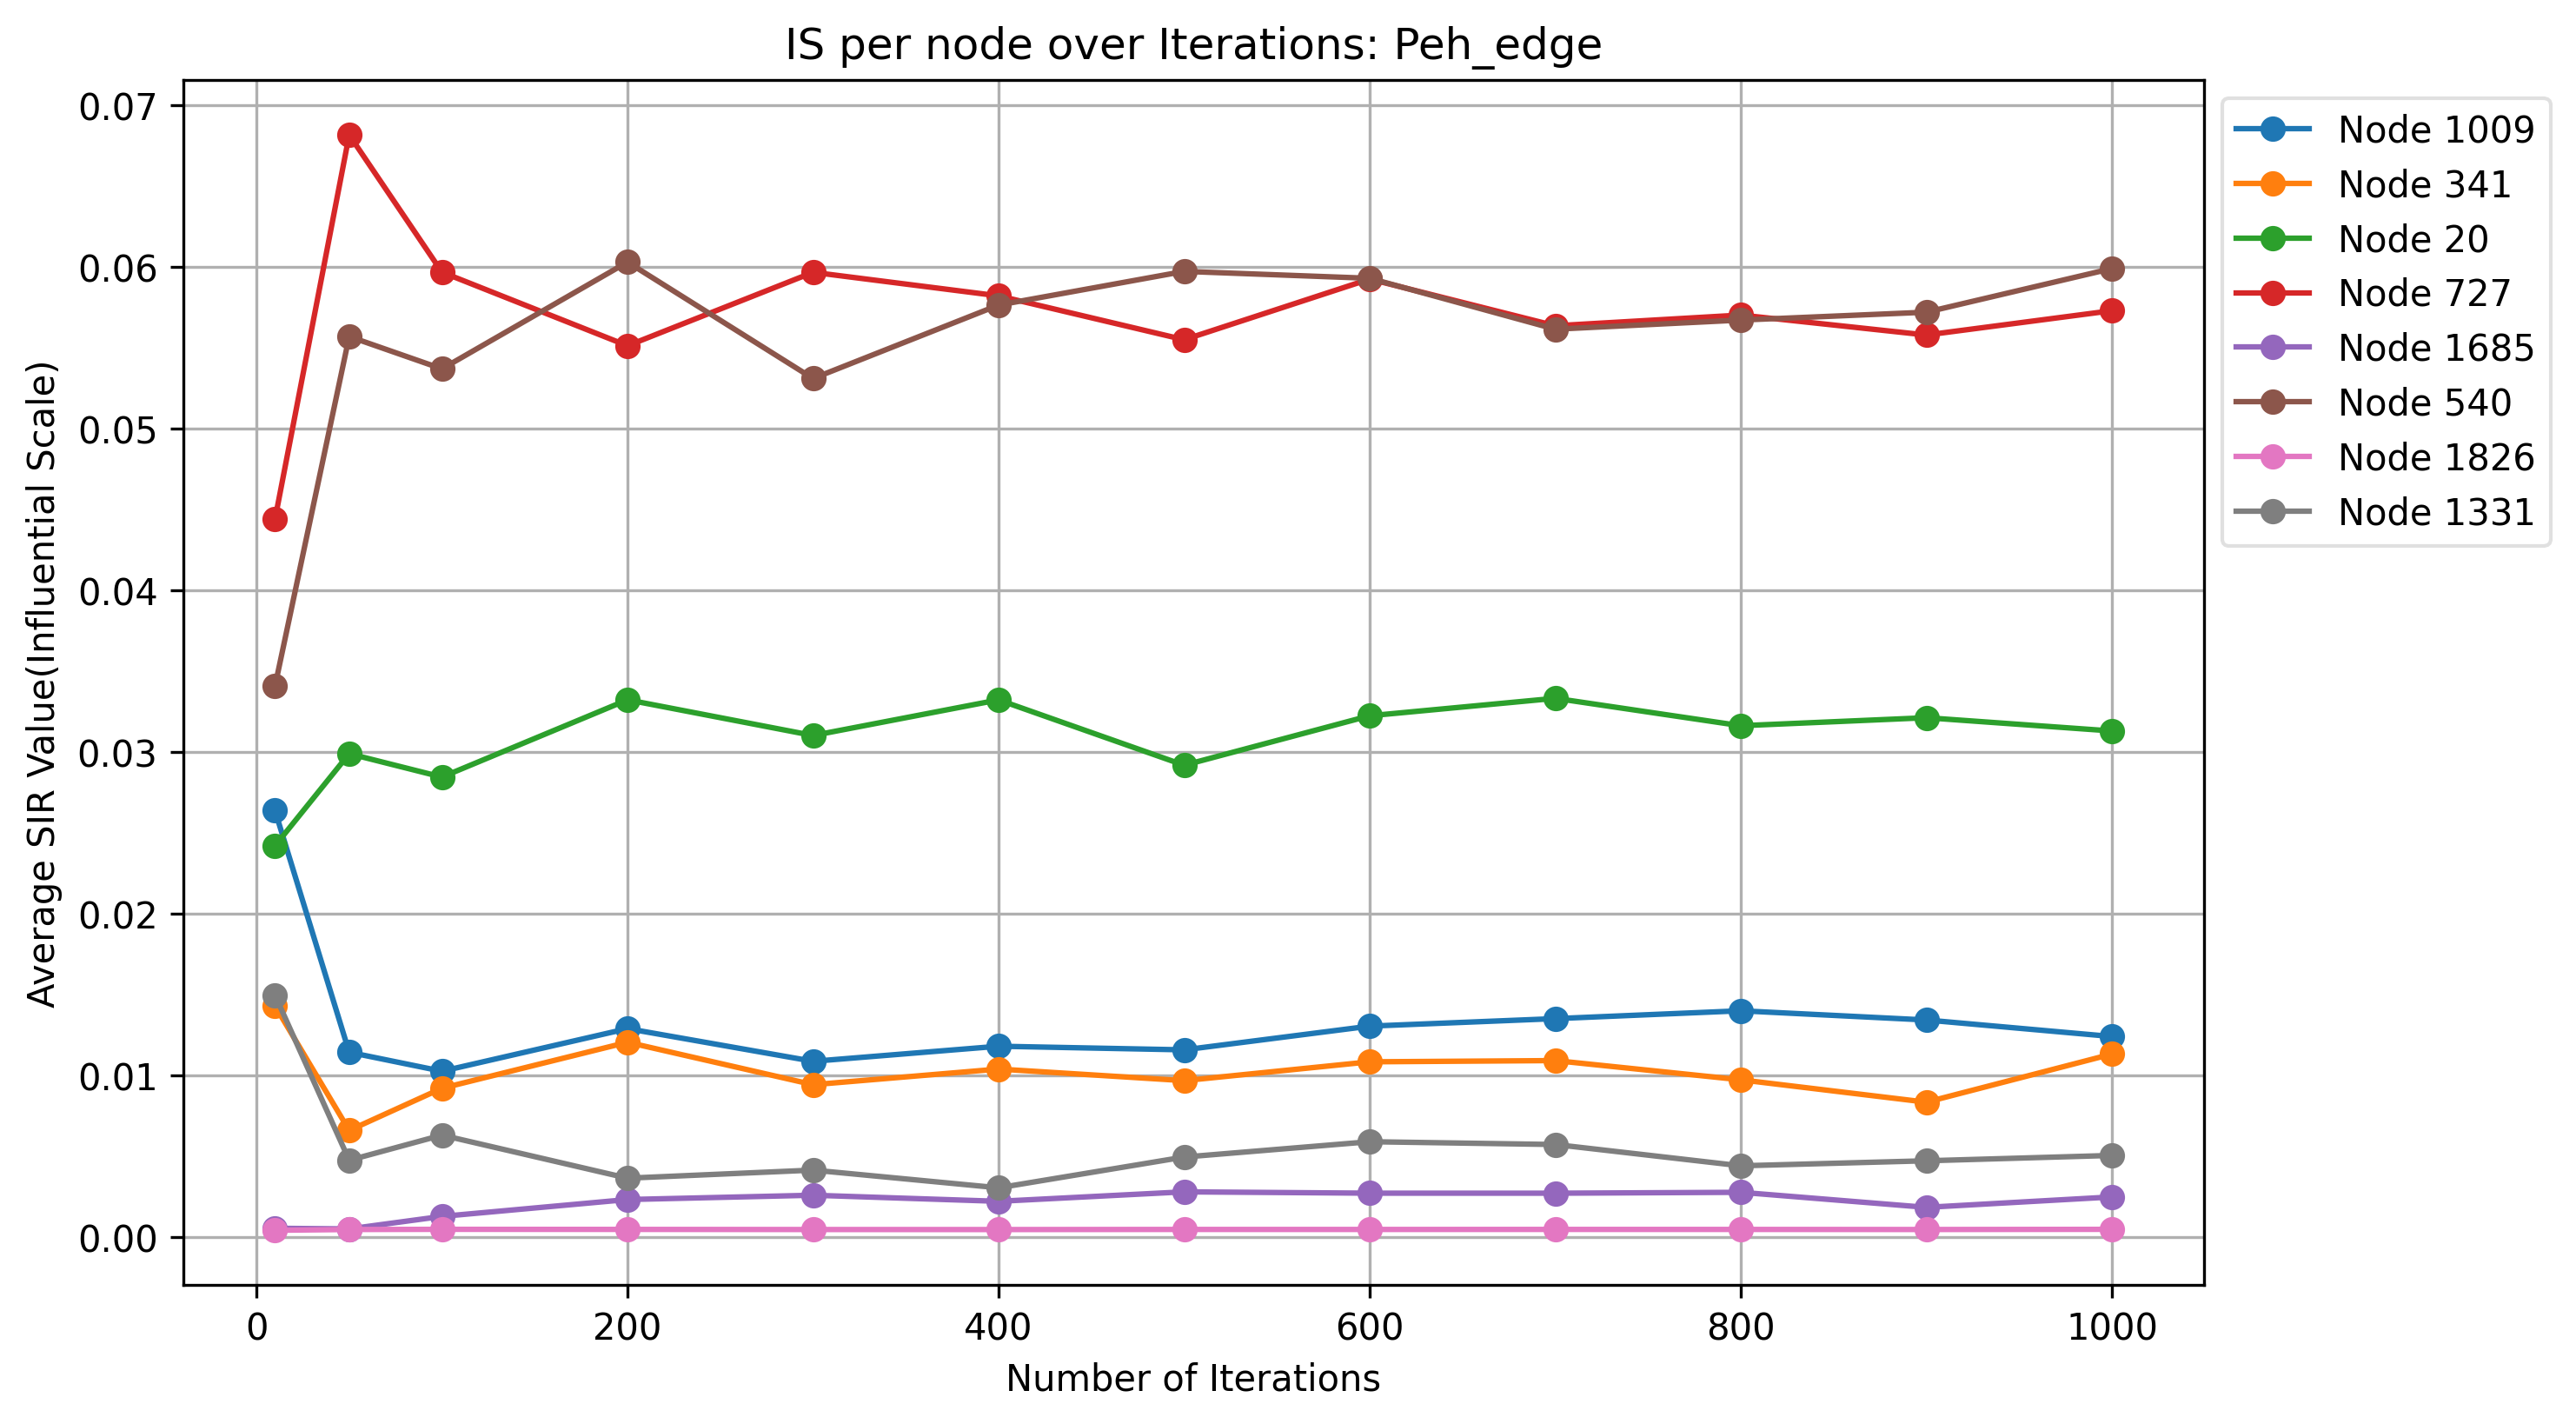 IS per node over Iterations: Peh_edge
0.07
0.06
0.05
0.04
0.03
0.02
0.01
0.00
Average SIR Value(Influential Scale)
0
200
400
600
800
1000
Number of Iterations
Node 1009
Node 341
Node 20
Node 727
Node 1685
Node 540
Node 1826
Node 1331